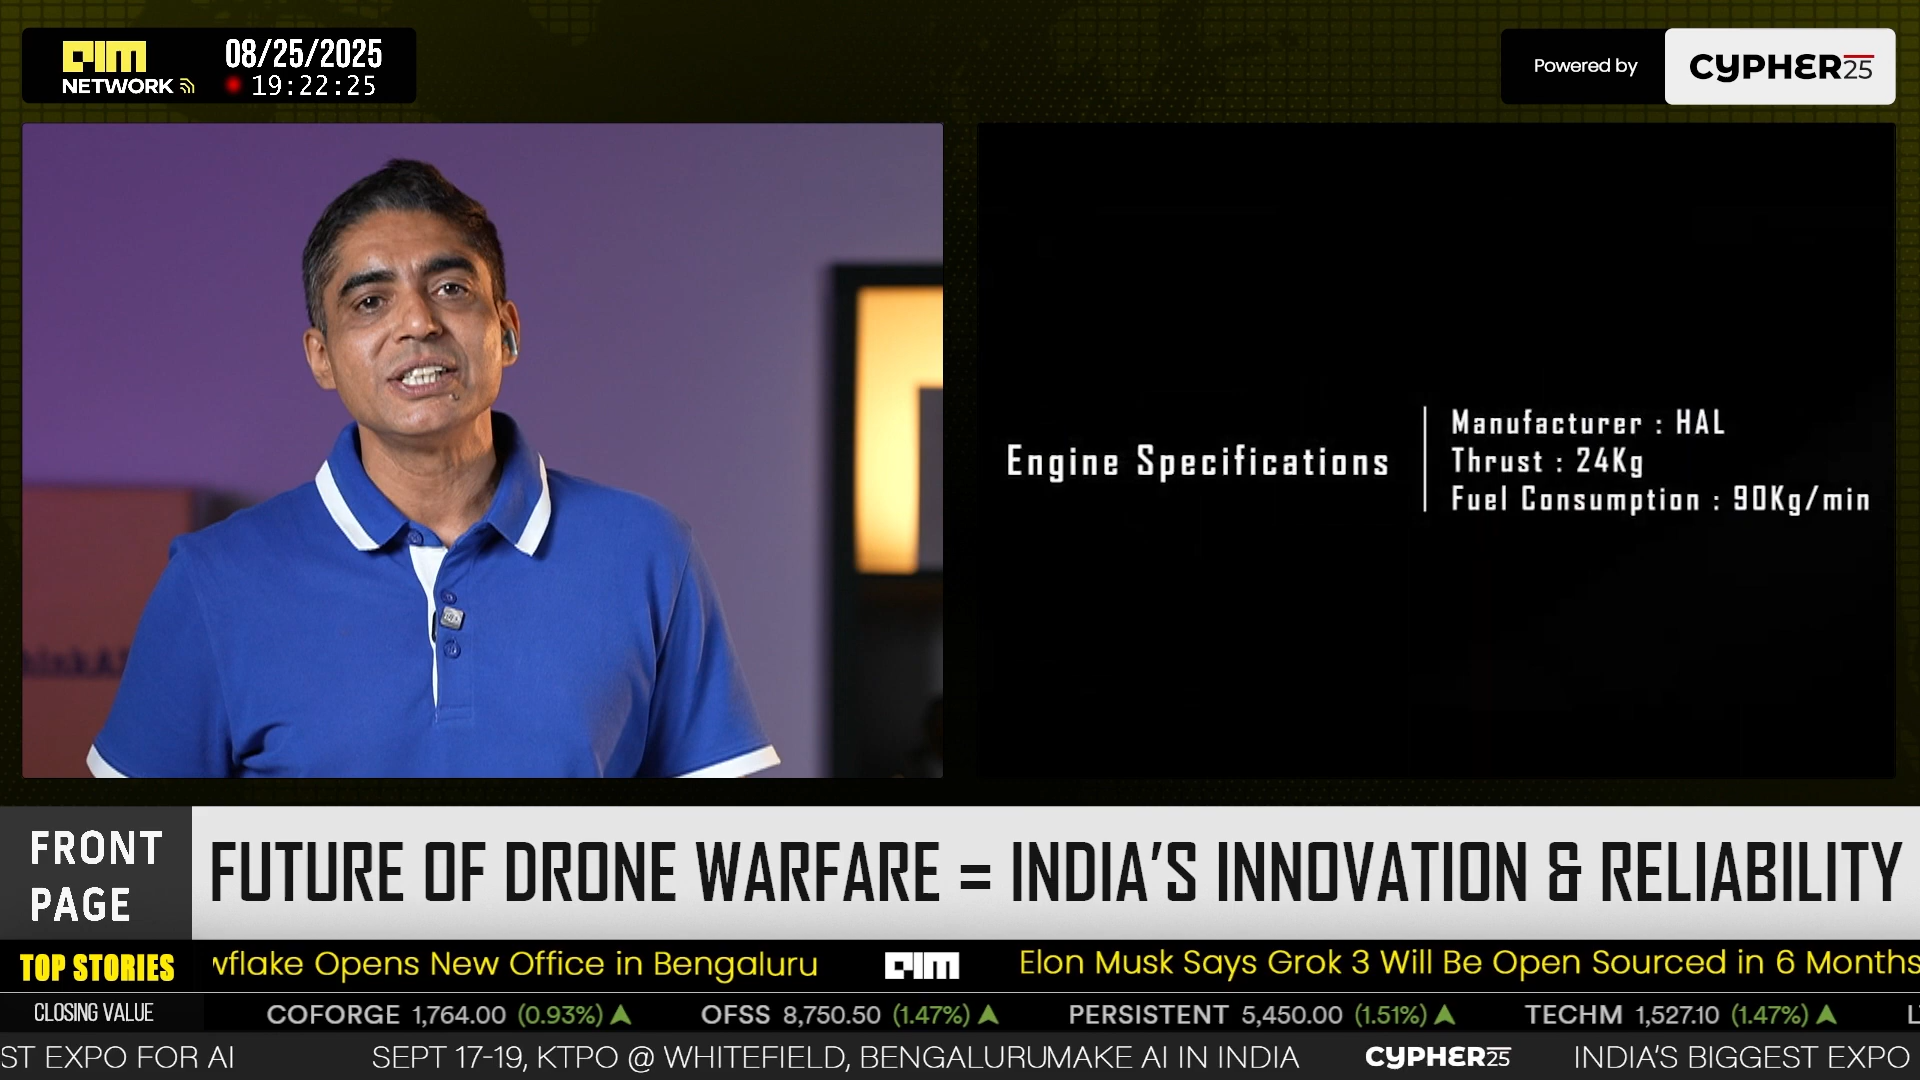 AIM
NETWORK
08/25/2025
19:22:25
Powered by
CYPHER25
Engine Specifications
Manufacturer : HAL
Thrust : 24Kg
Fuel Consumption : 90Kg/min
FRONT
PAGE
FUTURE OF DRONE WARFARE = INDIA'S INNOVATION & RELIABILITY
TOP STORIES
wflake Opens New Office in Bengaluru AIM Elon Musk Says Grok 3 Will Be Open Sourced in 6 Months
CLOSING VALUE
COFORGE 1,764.00 (0.93%) OFSS 8,750.50 (1.47%) PERSISTENT 5,450.00 (1.51%) TECHM 1,527.10 (1.47%) L
ST EXPO FOR AI SEPT 17-19, KTPO @ WHITEFIELD, BENGALURUMAKE AI IN INDIA CYPHER25 INDIA'S BIGGEST EXPO